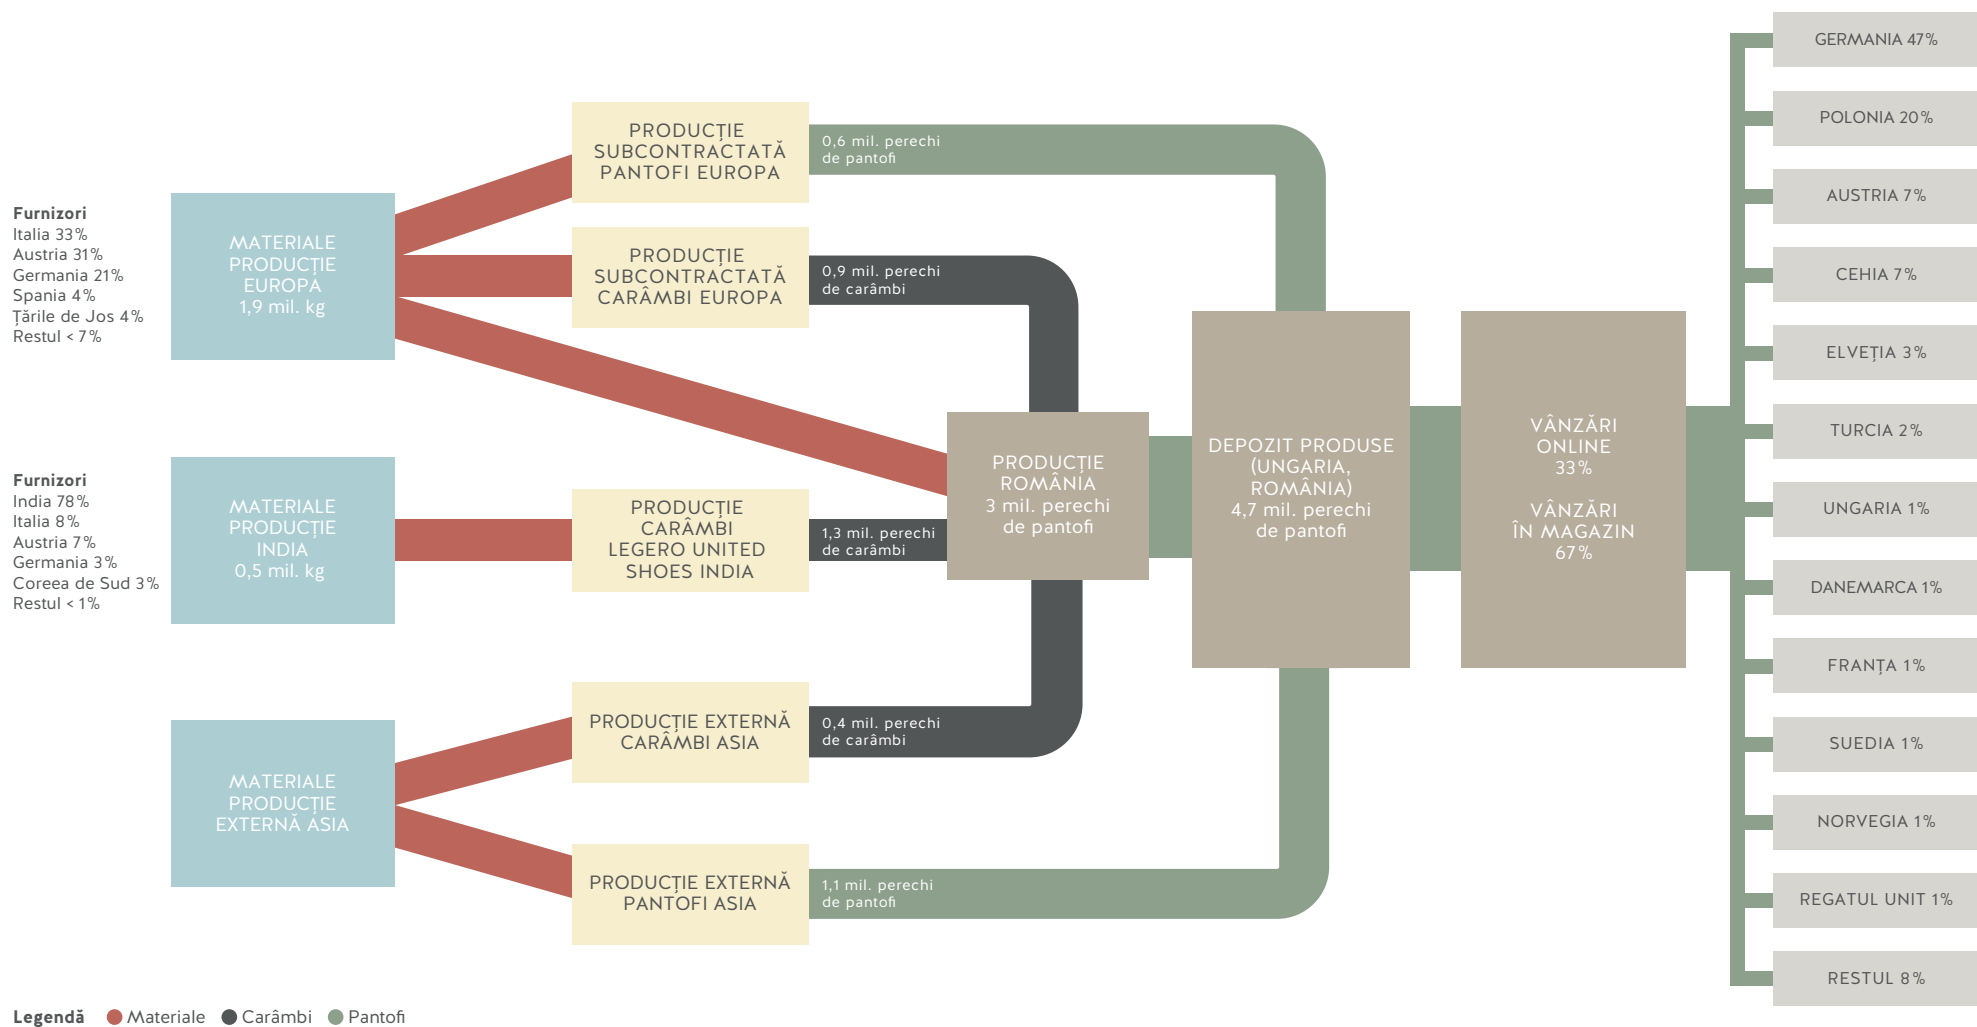 Furnizori
Italia 33%
Austria 31%
Germania 21%
Spania 4%
Țările de Jos 4%
Restul < 7%
MATERIALE
PRODUCȚIE
EUROPA
1,9 mil. kg
Furnizori
India 78%
Italia 8%
Austria 7%
Germania 3%
Coreea de Sud 3%
Restul < 1%
MATERIALE
PRODUCȚIE
INDIA
0,5 mil. kg
MATERIALE
PRODUCȚIE
EXTERNĂ ASIA
PRODUCȚIE
SUBCONTRACTATĂ
PANTOFI EUROPA
PRODUCȚIE
SUBCONTRACTATĂ
CARÂMBI EUROPA
PRODUCȚIE
CARÂMBI
LEGERO UNITED
SHOES INDIA
PRODUCȚIE EXTERNĂ
CARÂMBI ASIA
PRODUCȚIE EXTERNĂ
PANTOFI ASIA
0,6 mil. perechi
de pantofi
0,9 mil. perechi
de carâmbi
1,3 mil. perechi
de carâmbi
0,4 mil. perechi
de carâmbi
1,1 mil. perechi
de pantofi
PRODUCȚIE
ROMÂNIA
3 mil. perechi
de pantofi
DEPOZIT PRODUSE
(UNGARIA,
ROMÂNIA)
4,7 mil. perechi
de pantofi
VÂNZĂRI
ONLINE
33%
VÂNZĂRI
ÎN MAGAZIN
67%
GERMANIA 47%
POLONIA 20%
AUSTRIA 7%
CEHIA 7%
ELVEȚIA 3%
TURCIA 2%
UNGARIA 1%
DANEMARCA 1%
FRANȚA 1%
SUEDIA 1%
NORVEGIA 1%
REGATUL UNIT 1%
RESTUL 8%
Legendă Materiale Carâmbi Pantofi